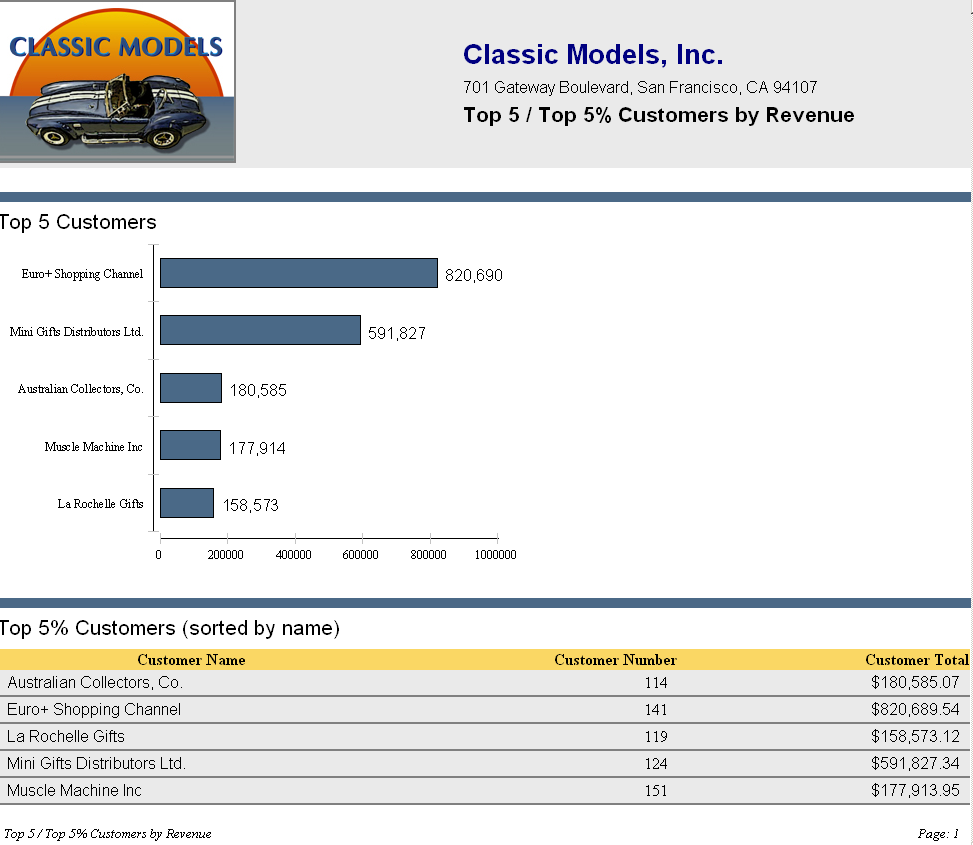 CLASSIC MODELS
Classic Models, Inc.
701 Gateway Boulevard, San Francisco, CA 94107
Top 5 / Top 5% Customers by Revenue
Top 5 Customers
Euro+ Shopping Channel 820,690
Mini Gifts Distributors Ltd. 591,827
Australian Collectors, Co. 180,585
Muscle Machine Inc 177,914
La Rochelle Gifts 158,573
0 200000 400000 600000 800000 1000000
Top 5% Customers (sorted by name)
Customer Name Customer Number Customer Total
Australian Collectors, Co. 114 $180,585.07
Euro+ Shopping Channel 141 $820,689.54
La Rochelle Gifts 119 $158,573.12
Mini Gifts Distributors Ltd. 124 $591,827.34
Muscle Machine Inc 151 $177,913.95
Top 5 / Top 5% Customers by Revenue Page: 1